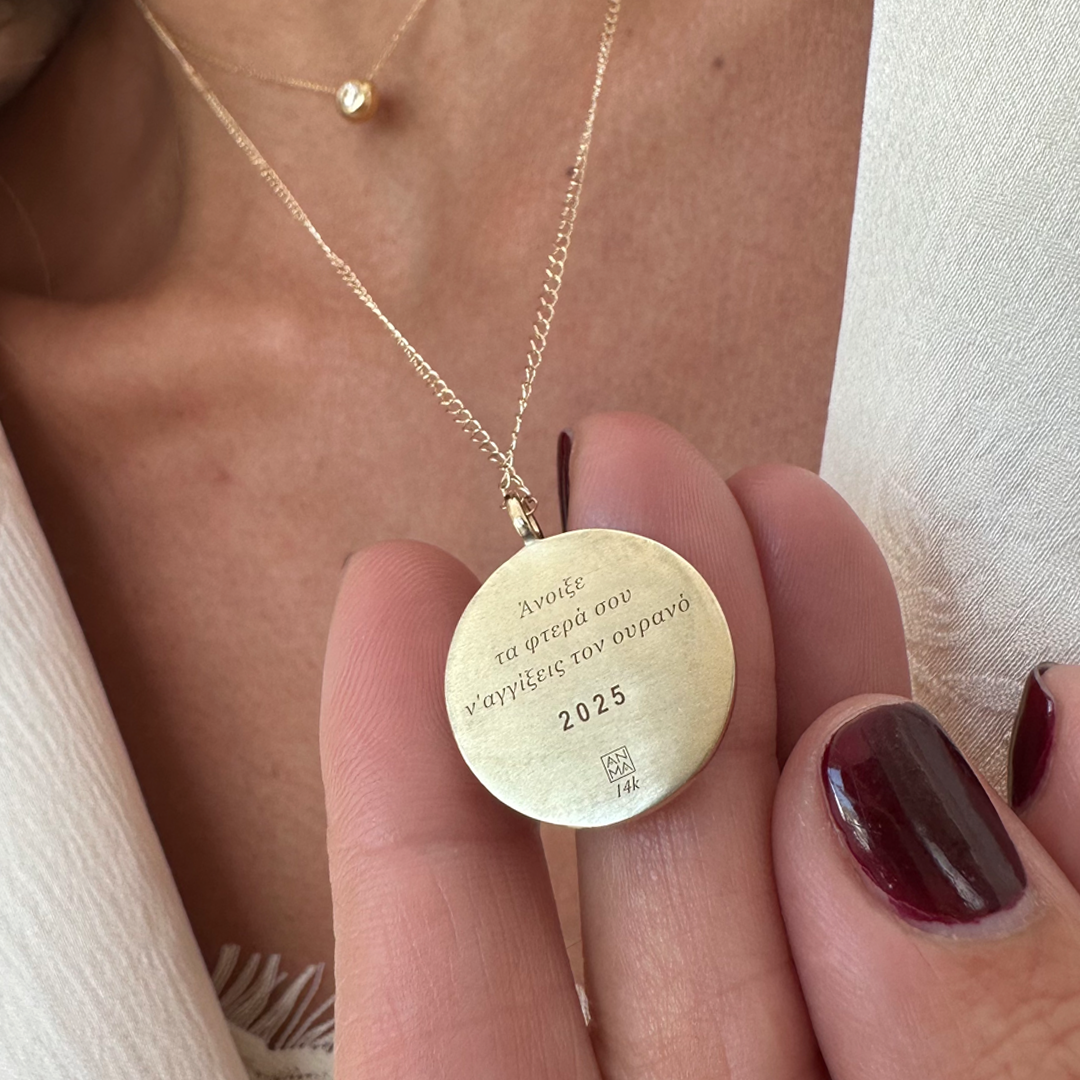 Άνοιξε
τα φτερά σου
ν'αγγίξεις τον ουρανό
2025
AN
MA
14k